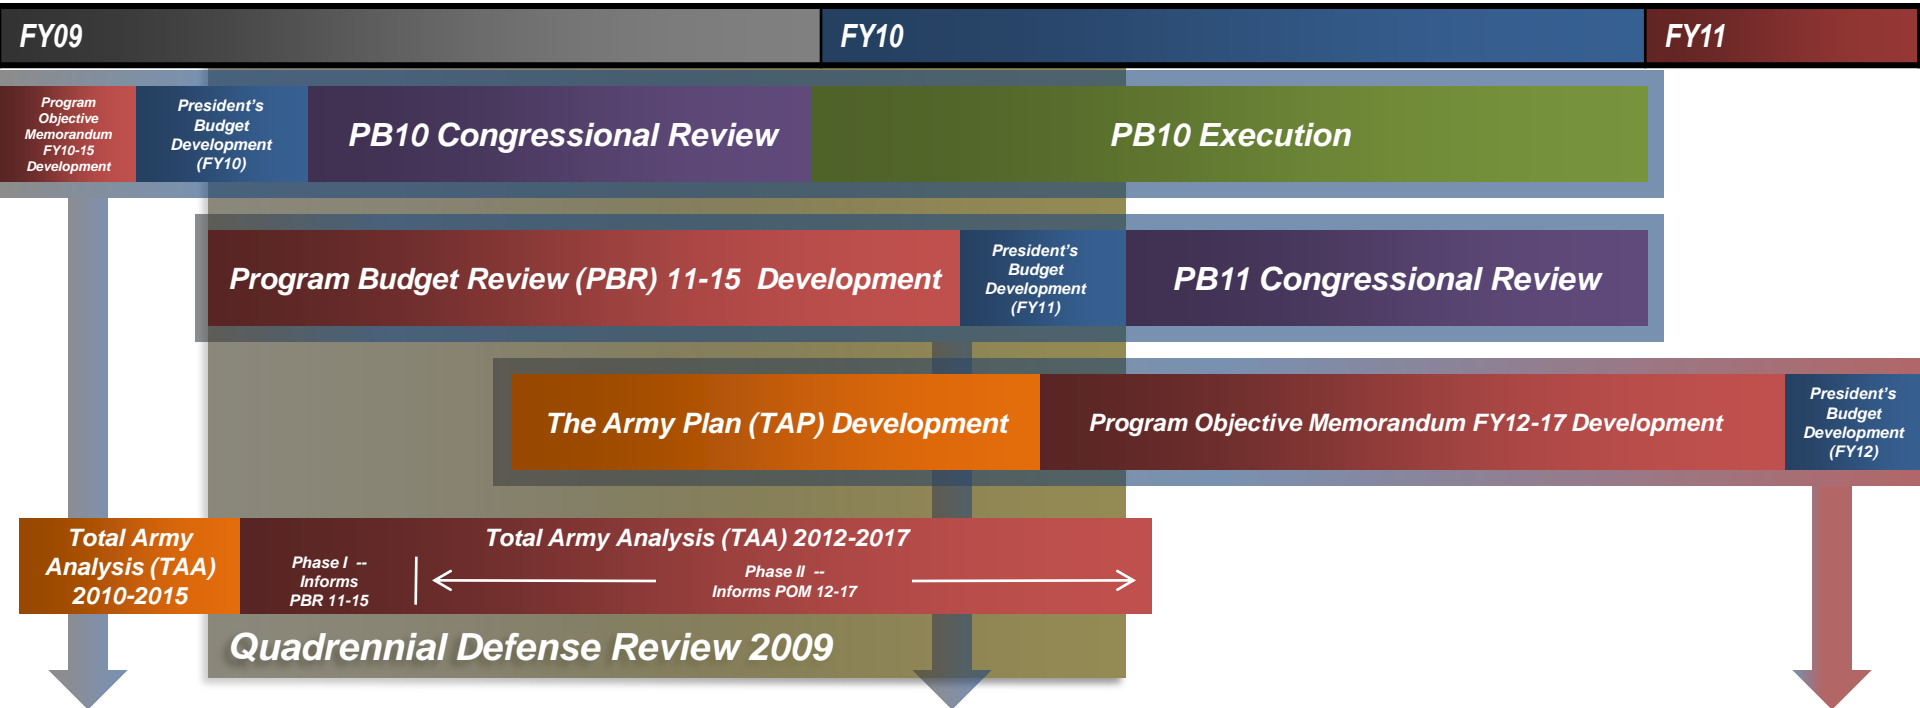 FY09
FY10
FY11
Program
Objective
Memorandum
FY10-15
Development
President's
Budget
Development
(FY10)
PB10 Congressional Review
PB10 Execution
Program Budget Review (PBR) 11-15 Development
President's
Budget
Development
(FY11)
PB11 Congressional Review
The Army Plan (TAP) Development
Program Objective Memorandum FY12-17 Development
President's
Budget
Development
(FY12)
Total Army
Analysis (TAA)
2010-2015
Total Army Analysis (TAA) 2012-2017
Phase I --
Informs
PBR 11-15
Phase II --
Informs POM 12-17
Quadrennial Defense Review 2009